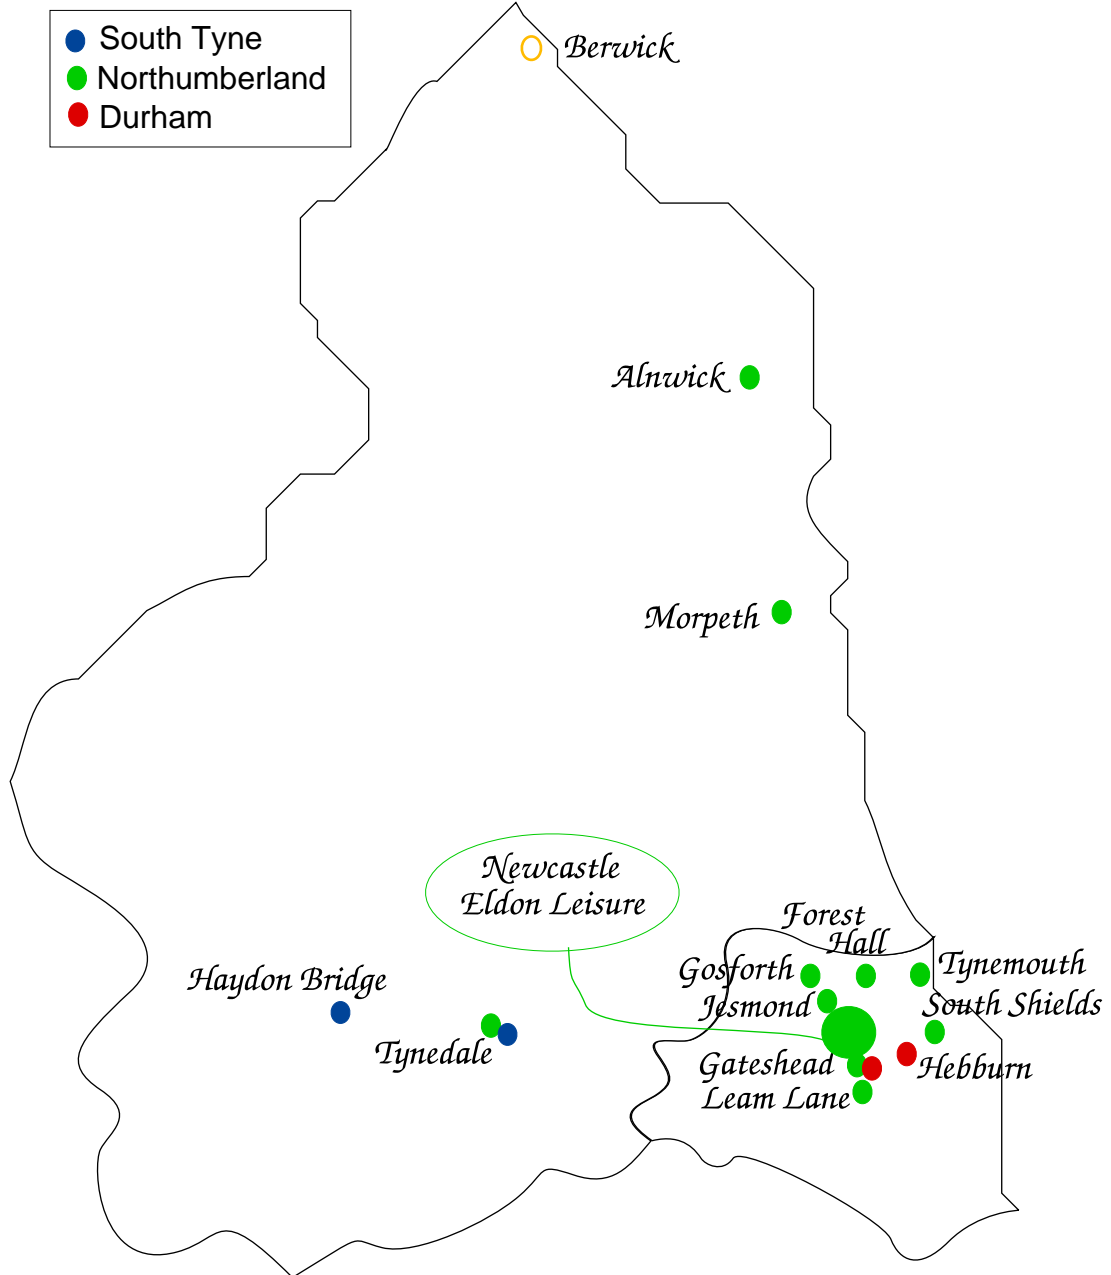 South Tyne
Northumberland
Durham
Berwick
Alnwick
Morpeth
Newcastle
Eldon Leisure
Forest
Hall
Gosforth
Tynemouth
Haydon Bridge
Jesmond
South Shields
Tynedale
Gateshead
Hebburn
Leam Lane